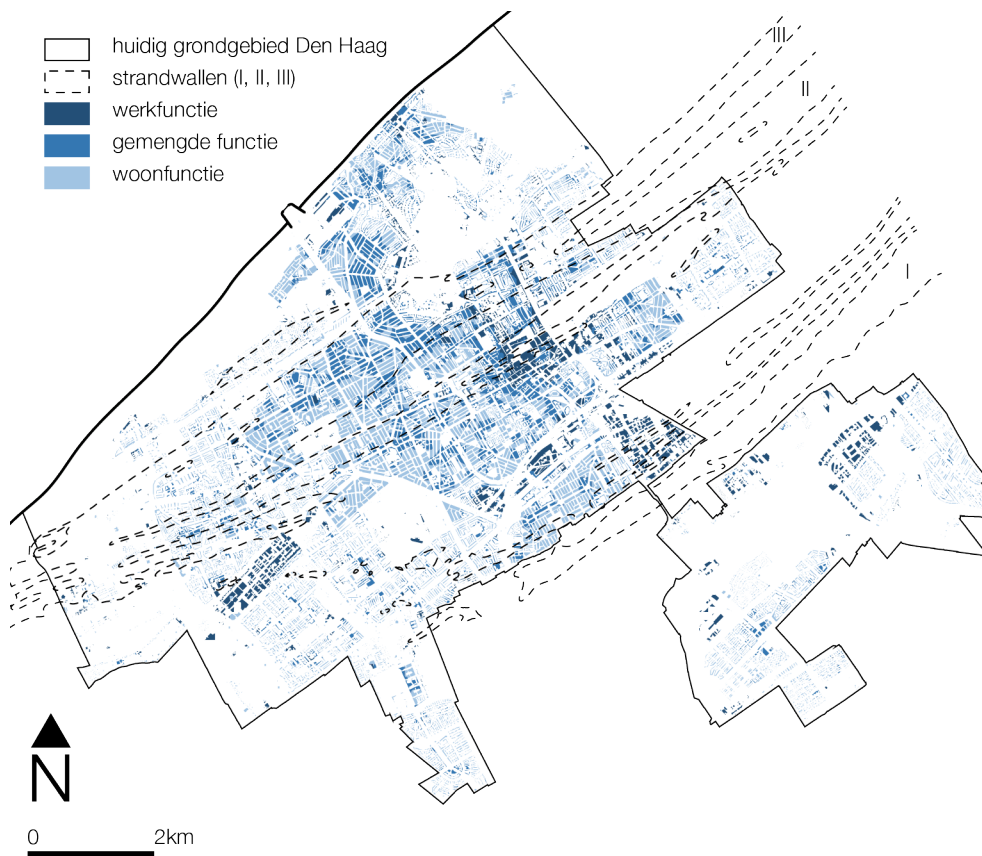 huidig grondgebied Den Haag
strandwallen (I, II, III)
werkfunctie
gemengde functie
woonfunctie
III
II
I
N
0 2km